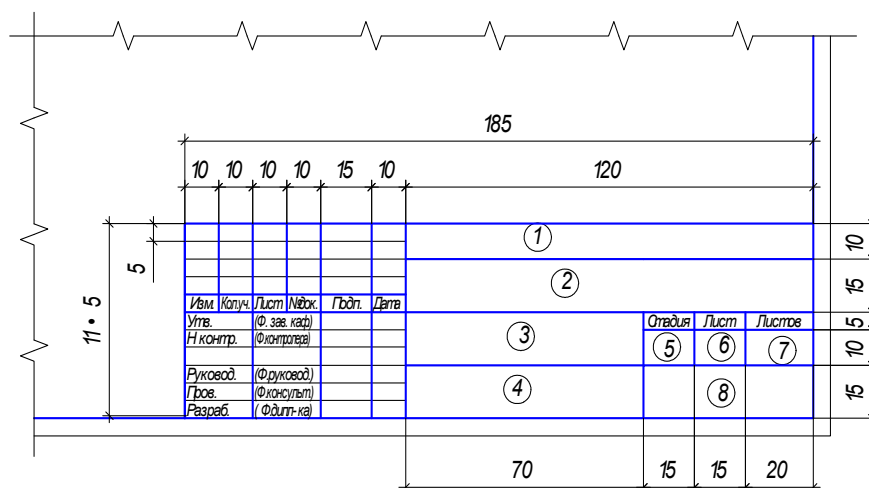 185
10 10 10 10 15 10 120
5
11 • 5
1
10
2
15
Изм. Кол.уч. Лист №док. Подп. Дата
Утв. (Ф. зав. каф)
Н контр. (Ф.контролера)
3
Стадия Лист Листов
5
5 6 7
10
Руковод. (Ф.руковод.)
Пров. (Ф.консульт)
Разраб. ( Ф.дипл-ка)
4
8
15
70 15 15 20